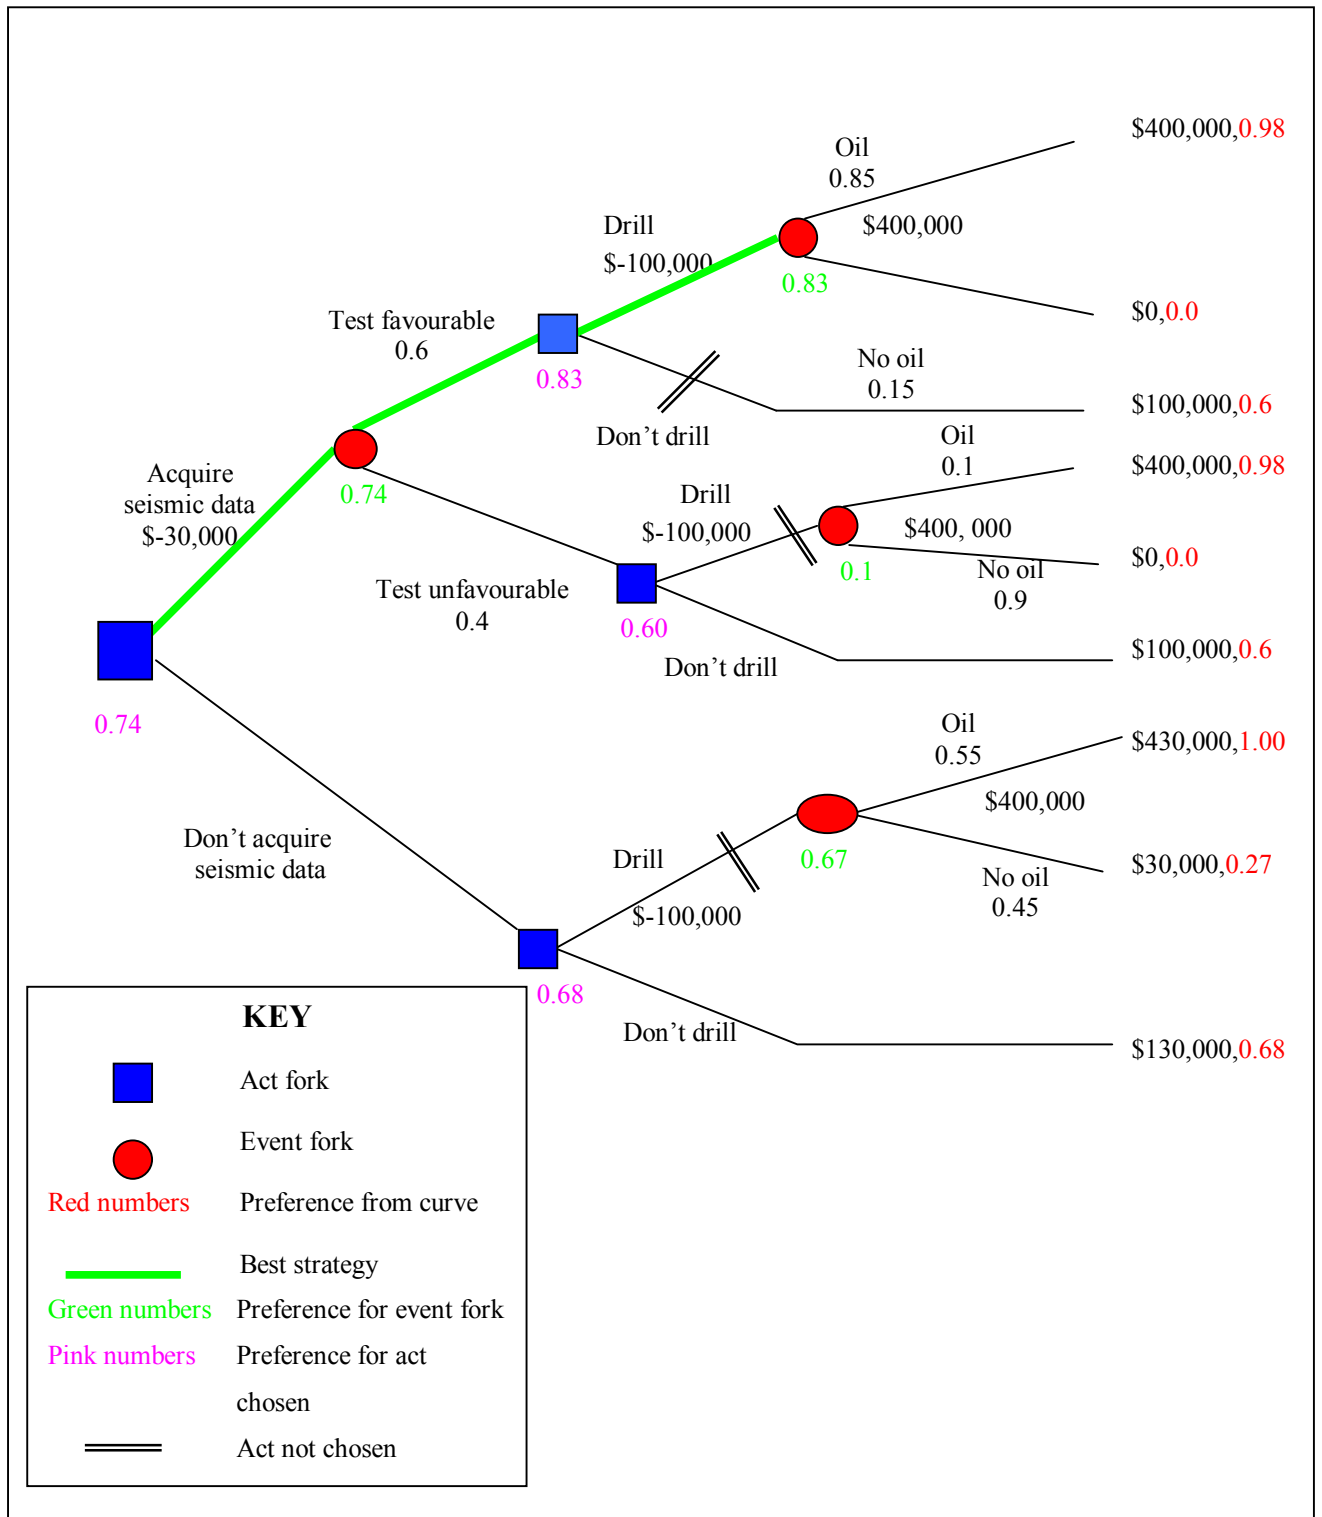 $400,000,0.98
Oil
0.85
Drill
$400,000
$-100,000
0.83
$0,0.0
Test favourable
0.6
No oil
0.15
0.83
$100,000,0.6
Don't drill
Oil
0.1
$400,000,0.98
Acquire
seismic data
$-30,000
0.74
Drill
$-100,000
$400, 000
$0,0.0
0.1
No oil
0.9
Test unfavourable
0.4
0.60
$100,000,0.6
Don't drill
0.74
Oil
0.55
$430,000,1.00
$400,000
Don't acquire
seismic data
Drill
0.67
$30,000,0.27
No oil
0.45
$-100,000
0.68
Don't drill
$130,000,0.68
KEY
Act fork
Event fork
Red numbers Preference from curve
Best strategy
Green numbers Preference for event fork
Pink numbers Preference for act
chosen
Act not chosen